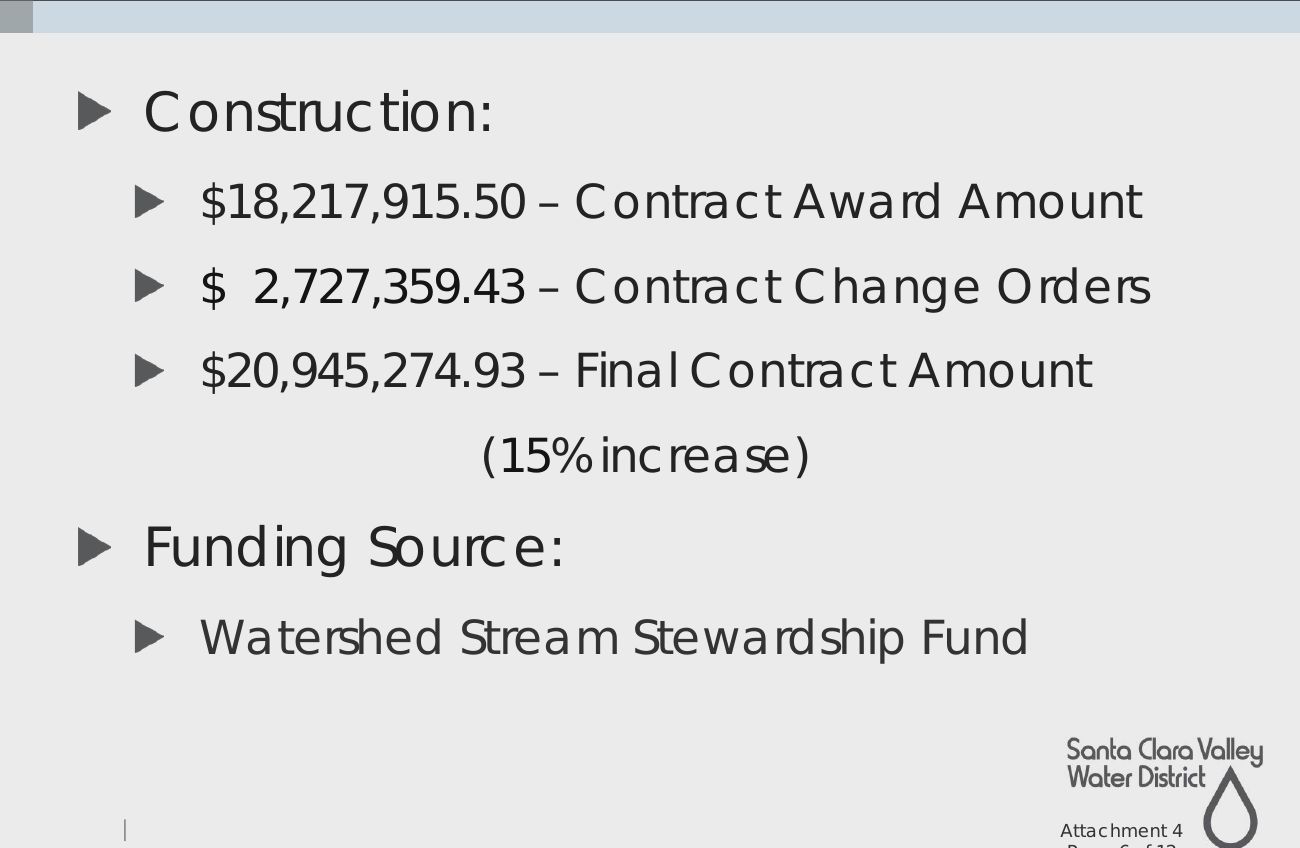 Construction:
$18,217,915.50 – Contract Award Amount
$ 2,727,359.43 – Contract Change Orders
$20,945,274.93 – Final Contract Amount
(15% increase)
Funding Source:
Watershed Stream Stewardship Fund
Santa Clara Valley
Water District
Attachment 4